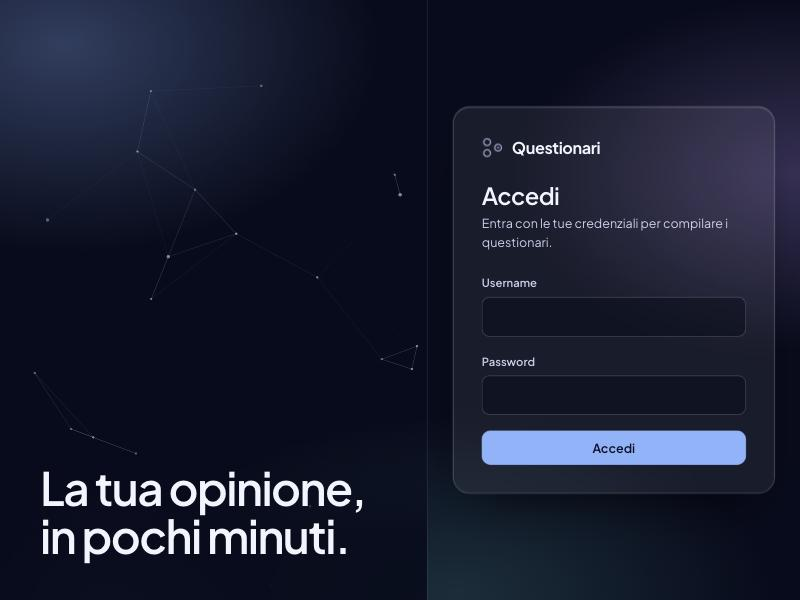 La tua opinione,
in pochi minuti.
Questionari
Accedi
Entra con le tue credenziali per compilare i
questionari.
Username
Password
Accedi